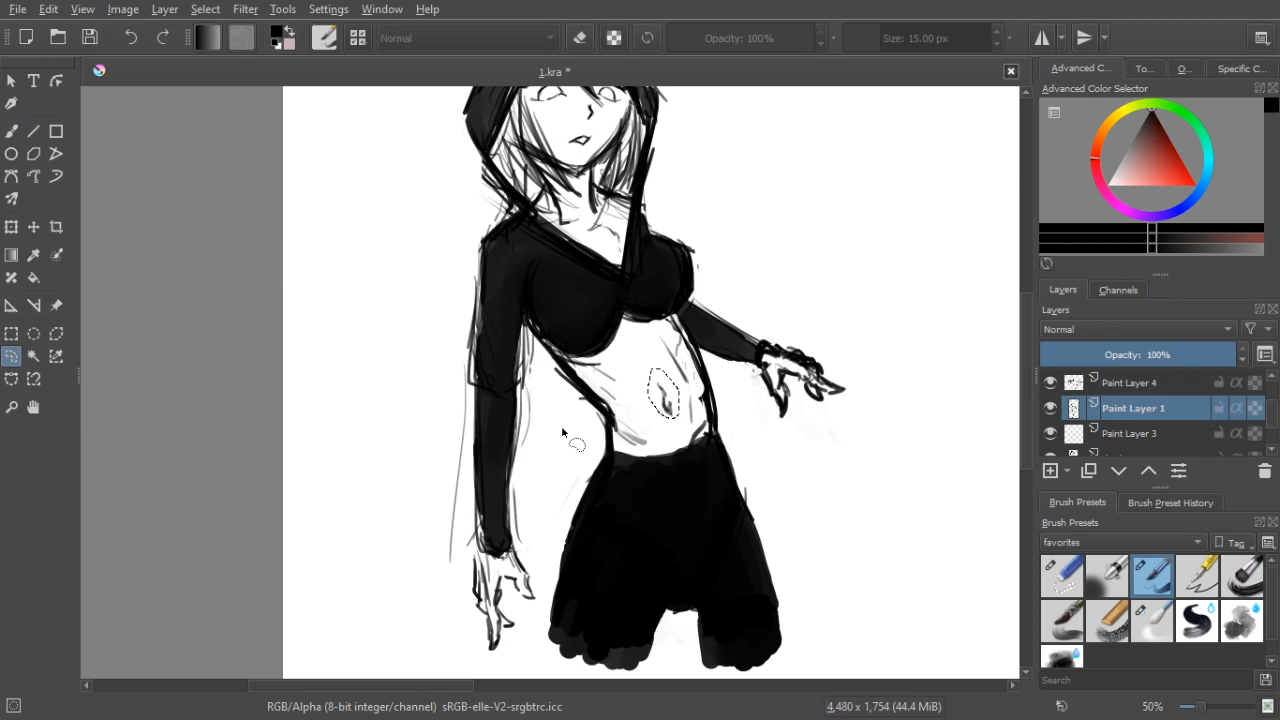 File Edit View Image Layer Select Filter Tools Settings Window Help
Normal Opacity: 100% Size: 15.00 px
1.kra *
Advanced C... To... O... Specific C...
Advanced Color Selector
Layers Channels
Layers
Normal
Opacity: 100%
Paint Layer 4
Paint Layer 1
Paint Layer 3
Brush Presets Brush Preset History
Brush Presets
favorites Tag
Search
RGB/Alpha (8-bit integer/channel) sRGB-elle-V2-srgbtrc.icc 4,480 x 1,754 (44.4 MiB) 50%